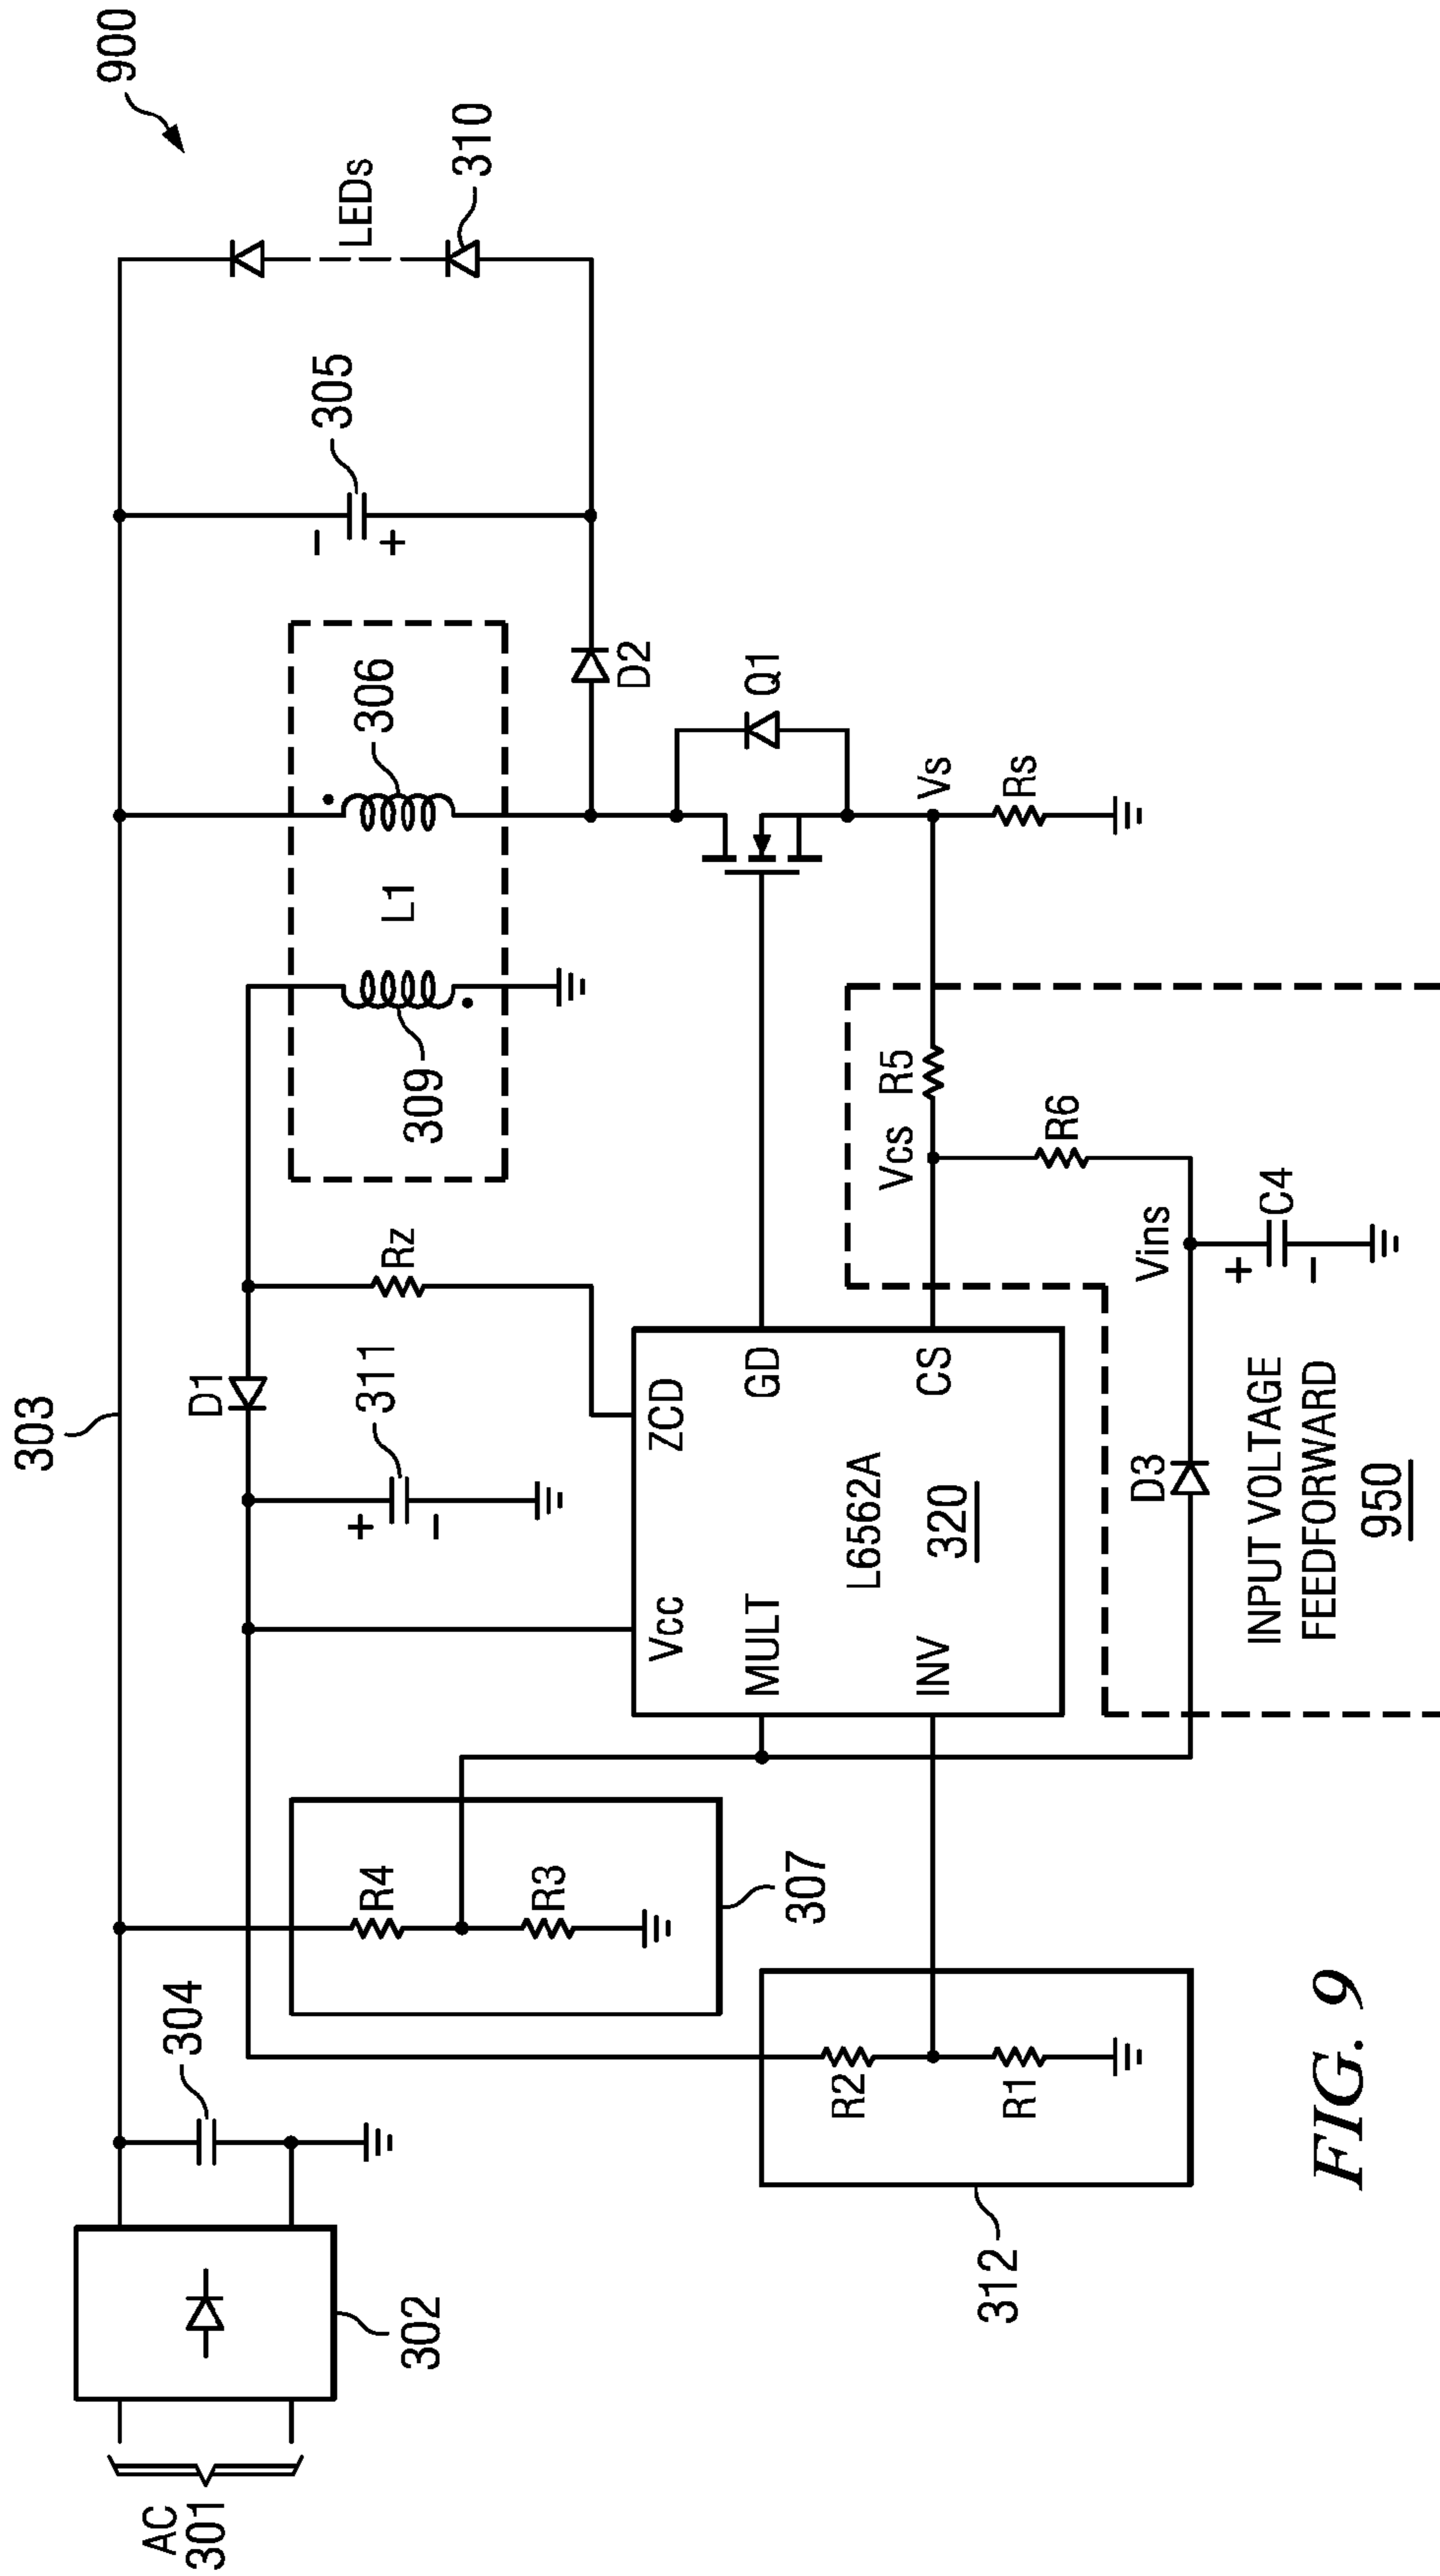 900
303
AC
301
302
304
R4
R3
307
R2
R1
312
D1
+
311
−
Rz
309
L1
306
305
−
+
LEDs
310
D2
Q1
Vcc
ZCD
MULT
GD
L6562A
320
INV
CS
Vs
Rs
R5
Vcs
R6
Vins
+
C4
−
D3
INPUT VOLTAGE
FEEDFORWARD
950
FIG. 9